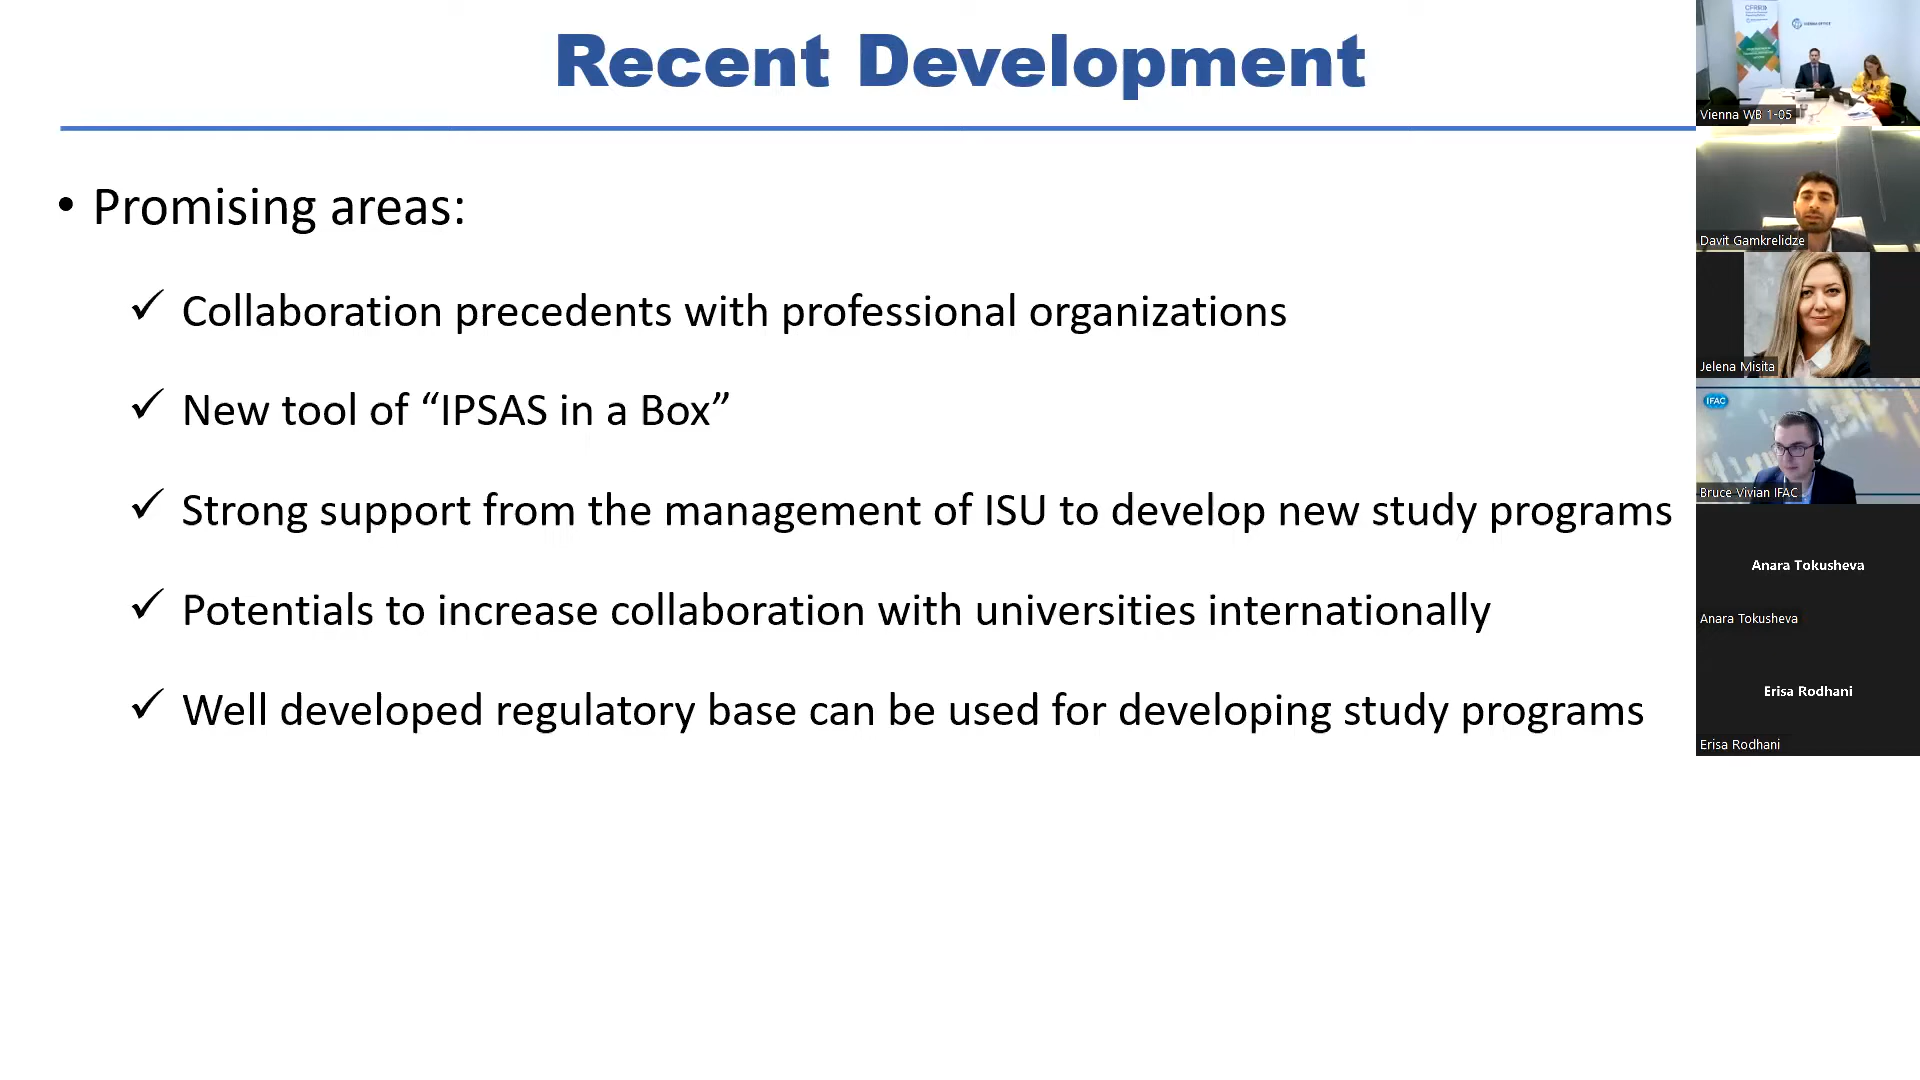 Recent Development
• Promising areas:
✓ Collaboration precedents with professional organizations
✓ New tool of “IPSAS in a Box”
✓ Strong support from the management of ISU to develop new study programs
✓ Potentials to increase collaboration with universities internationally
✓ Well developed regulatory base can be used for developing study programs
CFRR
VIENNA OFFICE
Vienna WB 1-05
Davit Gamkrelidze
Jelena Misita
IFAC
Bruce Vivian IFAC
Anara Tokusheva
Anara Tokusheva
Erisa Rodhani
Erisa Rodhani